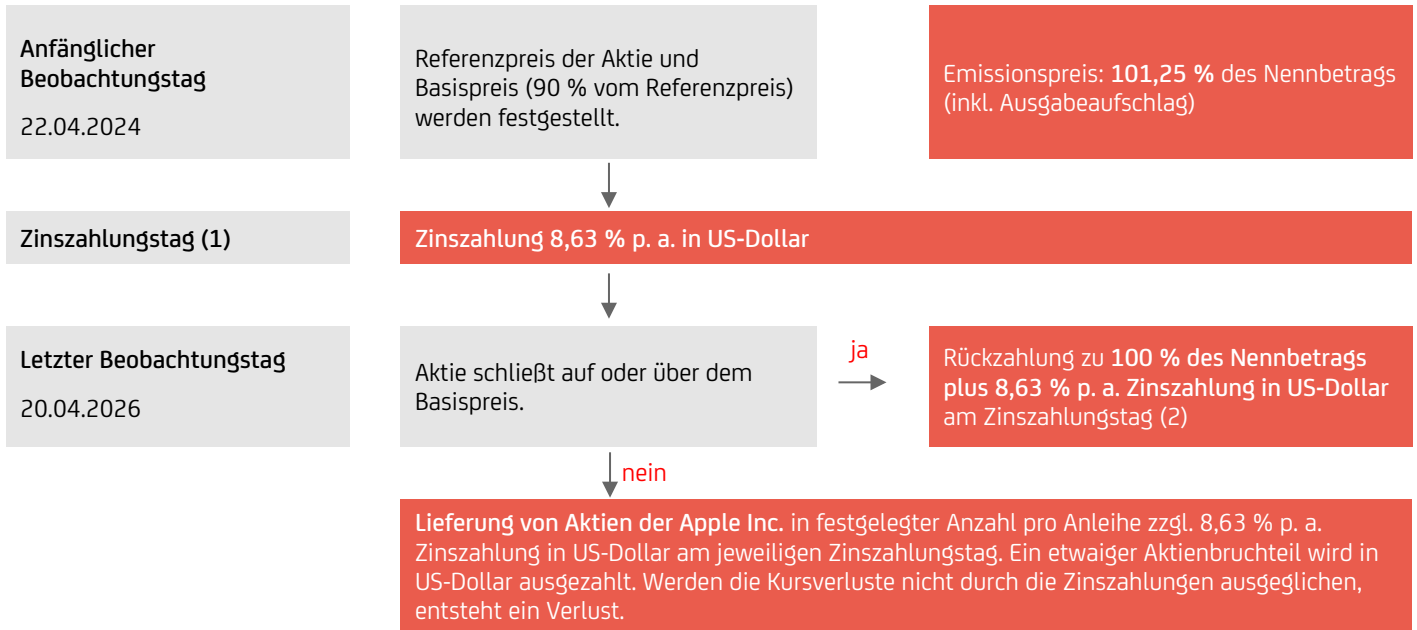 Anfänglicher
Beobachtungstag
22.04.2024
Referenzpreis der Aktie und
Basispreis (90 % vom Referenzpreis)
werden festgestellt.
Emissionspreis: 101,25 % des Nennbetrags
(inkl. Ausgabeaufschlag)
Zinszahlungstag (1)
Zinszahlung 8,63 % p. a. in US-Dollar
Letzter Beobachtungstag
20.04.2026
Aktie schließt auf oder über dem
Basispreis.
ja
Rückzahlung zu 100 % des Nennbetrags
plus 8,63 % p. a. Zinszahlung in US-Dollar
am Zinszahlungstag (2)
nein
Lieferung von Aktien der Apple Inc. in festgelegter Anzahl pro Anleihe zzgl. 8,63 % p. a.
Zinszahlung in US-Dollar am jeweiligen Zinszahlungstag. Ein etwaiger Aktienbruchteil wird in
US-Dollar ausgezahlt. Werden die Kursverluste nicht durch die Zinszahlungen ausgeglichen,
entsteht ein Verlust.